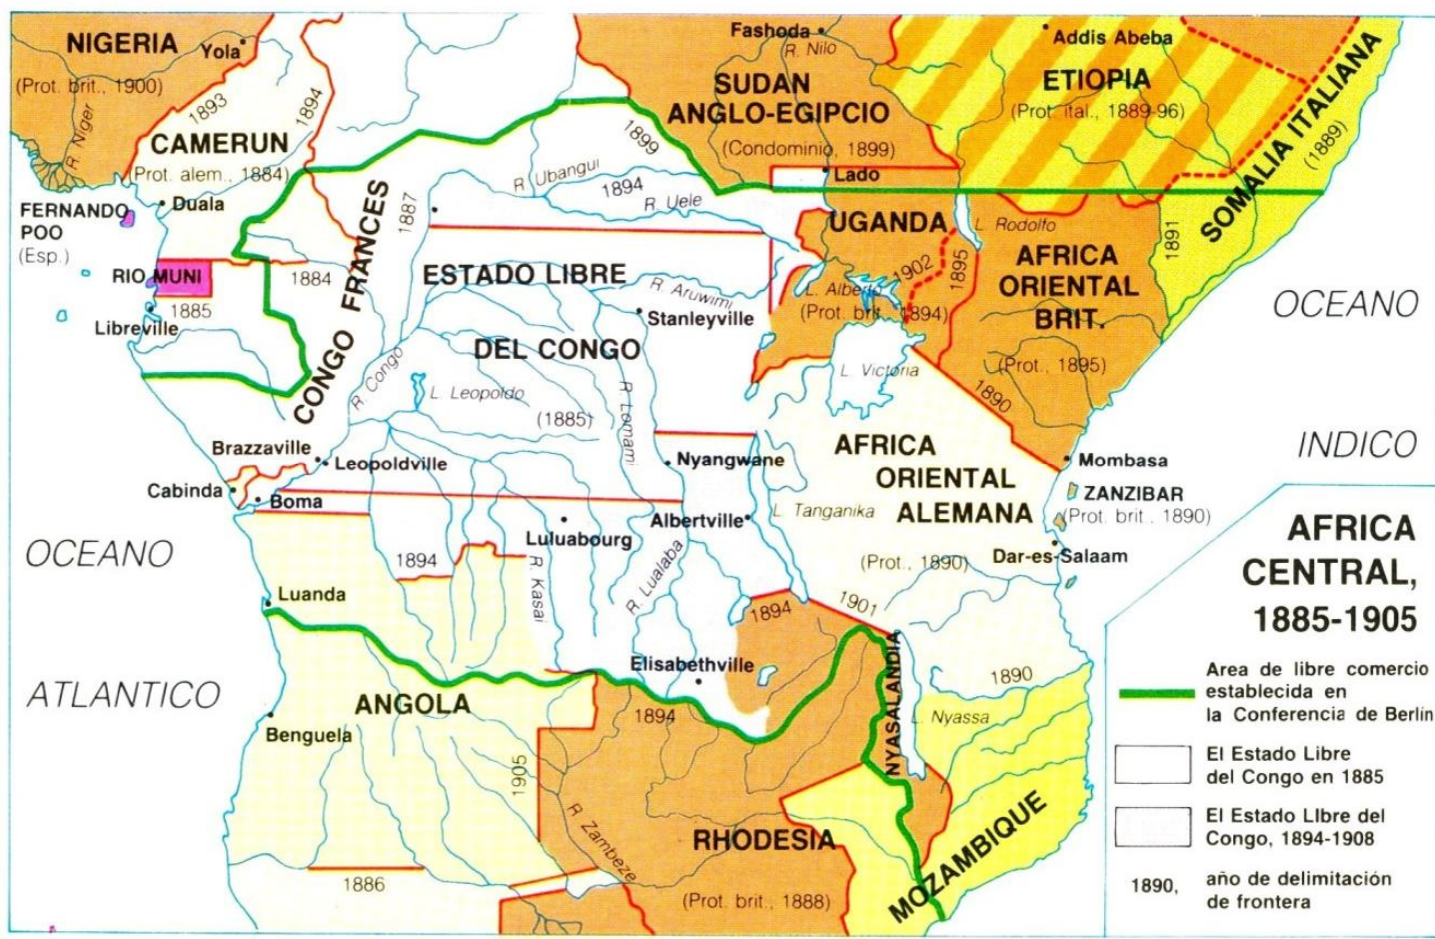 NIGERIA
Yola
(Prot. brit., 1900)
R. Niger
1893
1894
CAMERUN
(Prot. alem., 1884)
Duala
FERNANDO
POO
(Esp.)
RIO MUNI
1885
Libreville
1884
CONGO FRANCES
1887
1899
R. Ubangui
1894
R. Uele
Fashoda
R. Nilo
SUDAN
ANGLO-EGIPCIO
(Condominio, 1899)
Lado
Addis Abeba
ETIOPIA
(Prot. ital., 1889-96)
SOMALIA ITALIANA
(1889)
1891
UGANDA
L. Rodolfo
1902
1895
L. Alberto
(Prot. brit., 1894)
AFRICA
ORIENTAL
BRIT.
(Prot., 1895)
1890
L. Victoria
ESTADO LIBRE
DEL CONGO
(1885)
R. Aruwimi
Stanleyville
R. Congo
L. Leopoldo
R. Lomami
Brazzaville
Leopoldville
Cabinda
Boma
Nyangwane
Albertville
L. Tanganika
Luluabourg
R. Kasai
R. Lualaba
1894
AFRICA
ORIENTAL
ALEMANA
(Prot., 1890)
Mombasa
ZANZIBAR
(Prot. brit., 1890)
Dar-es-Salaam
OCEANO
INDICO
OCEANO
ATLANTICO
Luanda
ANGOLA
Benguela
1905
1886
Elisabethville
1894
1894
1901
NYASALANDIA
L. Nyassa
1890
R. Zambeze
RHODESIA
(Prot. brit., 1888)
MOZAMBIQUE
AFRICA
CENTRAL,
1885-1905
Area de libre comercio
establecida en
la Conferencia de Berlín
El Estado Libre
del Congo en 1885
El Estado LIbre del
Congo, 1894-1908
1890, año de delimitación
de frontera